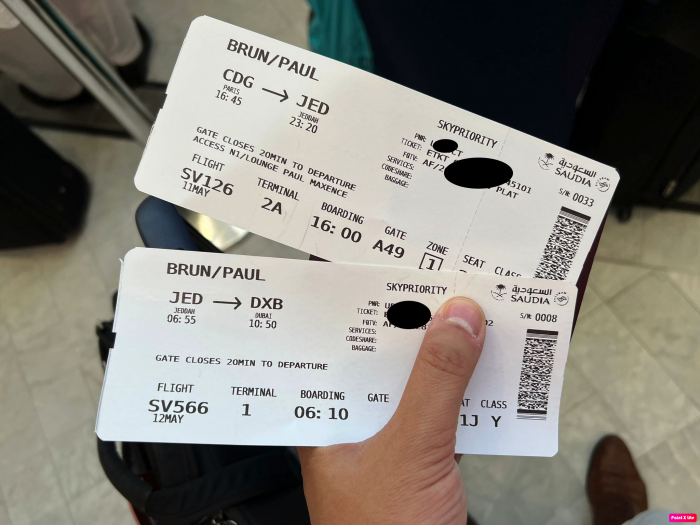 BRUN/PAUL
CDG → JED
PARIS JEDDAH
16:45 23:20
SKYPRIORITY
PNR:
TICKET: ETKT
FQTV: AF/2
SERVICES: PLAT
CODESHARE:
BAGGAGE:
45101
السعودية
SAUDIA
S/N: 0033
GATE CLOSES 20MIN TO DEPARTURE
ACCESS N1/LOUNGE PAUL MAXENCE
FLIGHT TERMINAL BOARDING GATE ZONE SEAT CLASS
SV126 2A 16:00 A49 1
11MAY
BRUN/PAUL
JED → DXB
JEDDAH DUBAI
06:55 10:50
SKYPRIORITY
PNR:
TICKET:
FQTV:
SERVICES:
CODESHARE:
BAGGAGE:
السعودية
SAUDIA
S/N: 0008
GATE CLOSES 20MIN TO DEPARTURE
FLIGHT TERMINAL BOARDING GATE CLASS
SV566 1 06:10 1J Y
12MAY